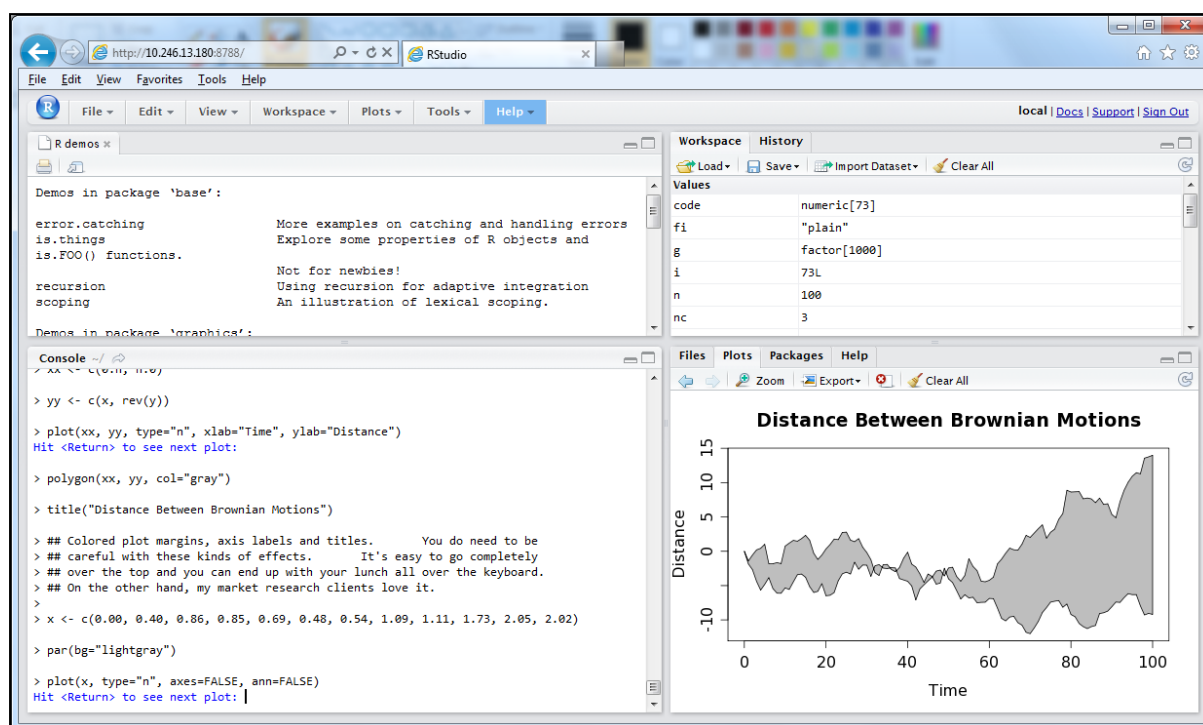 http://10.246.13.180:8788/
RStudio
File Edit View Favorites Tools Help
R File Edit View Workspace Plots Tools Help
local | Docs | Support | Sign Out
R demos
Demos in package ‘base’:
error.catching More examples on catching and handling errors
is.things Explore some properties of R objects and
is.FOO() functions.
Not for newbies!
recursion Using recursion for adaptive integration
scoping An illustration of lexical scoping.
Demos in package ‘graphics’:
Workspace History
Load Save Import Dataset Clear All
Values
code numeric[73]
fi "plain"
g factor[1000]
i 73L
n 100
nc 3
Console ~/
> xx <- c(0:n, n:0)
> yy <- c(x, rev(y))
> plot(xx, yy, type="n", xlab="Time", ylab="Distance")
Hit <Return> to see next plot:
> polygon(xx, yy, col="gray")
> title("Distance Between Brownian Motions")
> ## Colored plot margins, axis labels and titles. You do need to be
> ## careful with these kinds of effects. It's easy to go completely
> ## over the top and you can end up with your lunch all over the keyboard.
> ## On the other hand, my market research clients love it.
>
> x <- c(0.00, 0.40, 0.86, 0.85, 0.69, 0.48, 0.54, 1.09, 1.11, 1.73, 2.05, 2.02)
> par(bg="lightgray")
> plot(x, type="n", axes=FALSE, ann=FALSE)
Hit <Return> to see next plot:
Files Plots Packages Help
Zoom Export Clear All
Distance Between Brownian Motions
Distance
15
10
5
0
-10
0 20 40 60 80 100
Time